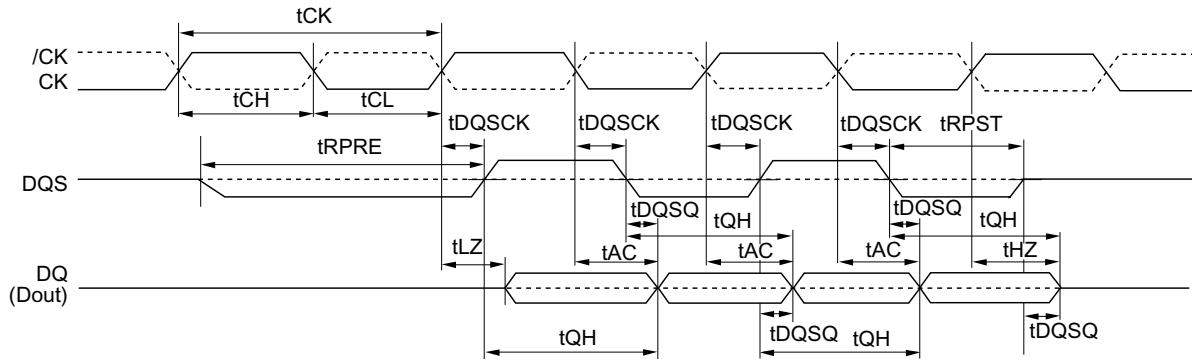 tCK
/CK
CK
tCH tCL
tDQSCK tDQSCK tDQSCK tDQSCK tRPST
tRPRE
DQS
tDQSQ tDQSQ
tQH tQH
tLZ tAC tAC tAC tHZ
DQ
(Dout)
tDQSQ tDQSQ
tQH tQH